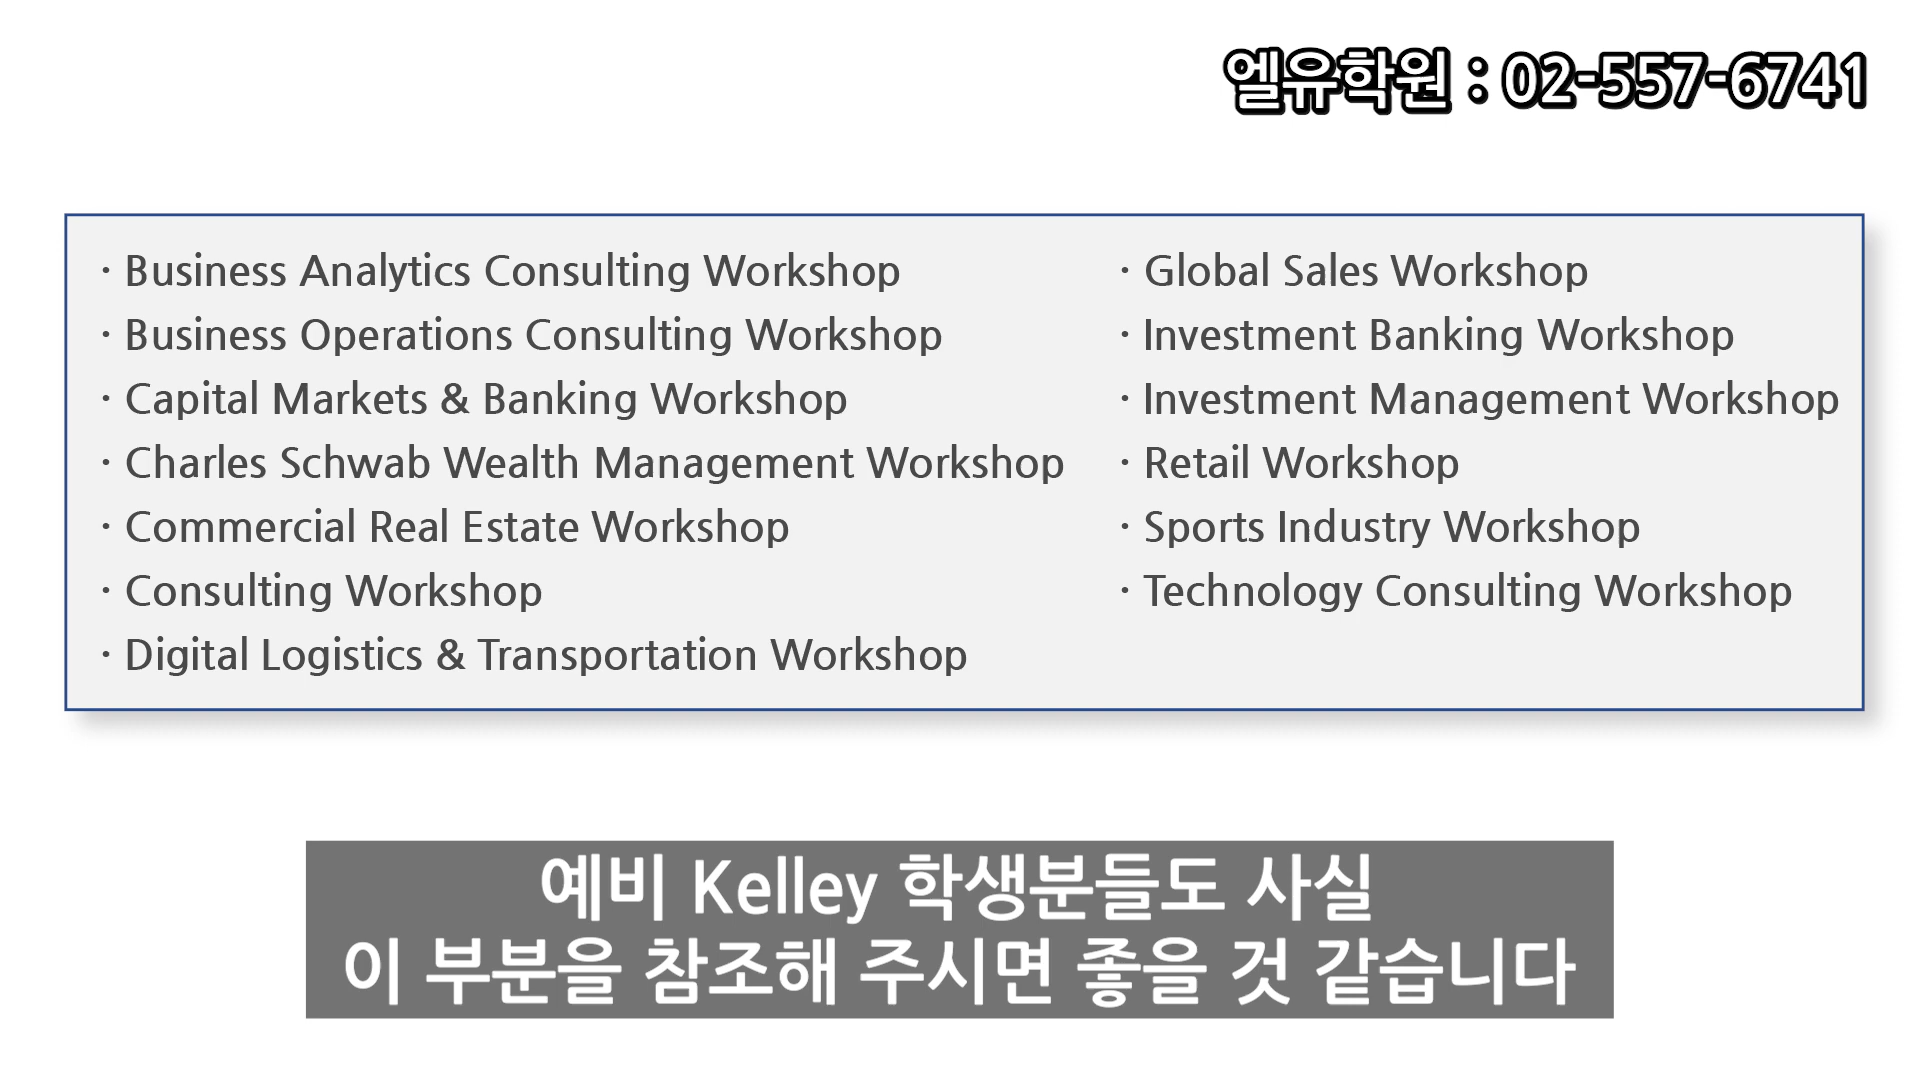 엘유학원 : 02-557-6741
· Business Analytics Consulting Workshop
· Business Operations Consulting Workshop
· Capital Markets & Banking Workshop
· Charles Schwab Wealth Management Workshop
· Commercial Real Estate Workshop
· Consulting Workshop
· Digital Logistics & Transportation Workshop
· Global Sales Workshop
· Investment Banking Workshop
· Investment Management Workshop
· Retail Workshop
· Sports Industry Workshop
· Technology Consulting Workshop
예비 Kelley 학생분들도 사실
이 부분을 참조해 주시면 좋을 것 같습니다